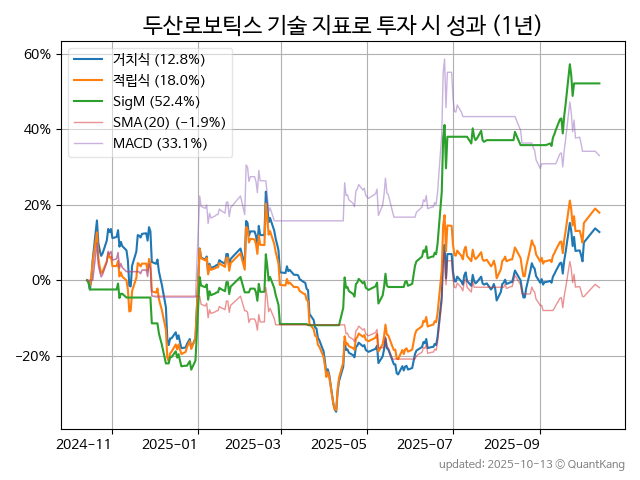 두산로보틱스 기술 지표로 투자 시 성과 (1년)
거치식 (12.8%)
적립식 (18.0%)
SigM (52.4%)
SMA(20) (−1.9%)
MACD (33.1%)
60%
40%
20%
0%
−20%
2024−11
2025−01
2025−03
2025−05
2025−07
2025−09
updated: 2025-10-13 © QuantKang